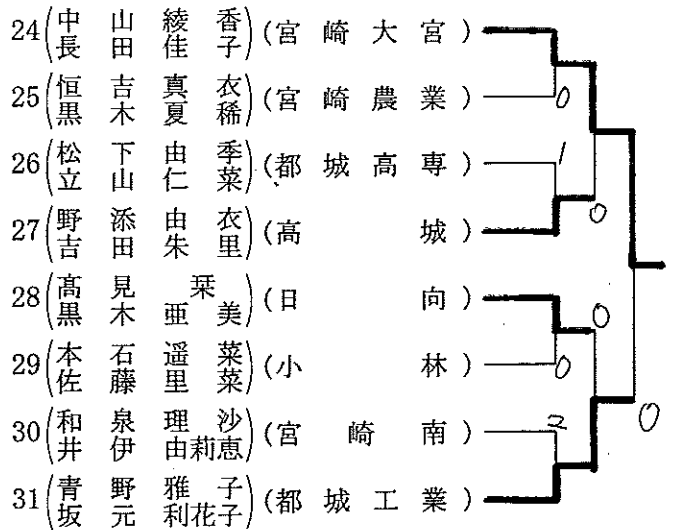 24(中山綾香 長田佳子)(宮崎大宮)
25(恒吉真衣 黒木夏稀)(宮崎農業) 0
26(松下由季 立山仁菜)(都城高専) 1
27(野添由衣 吉田朱里)(高城) 0
28(髙見栞 黒木亜美)(日向) 0
29(本石遥菜 佐藤里菜)(小林) 0
30(和泉理沙 井伊由莉恵)(宮崎南) 2 0
31(青野雅子 坂元利花子)(都城工業)